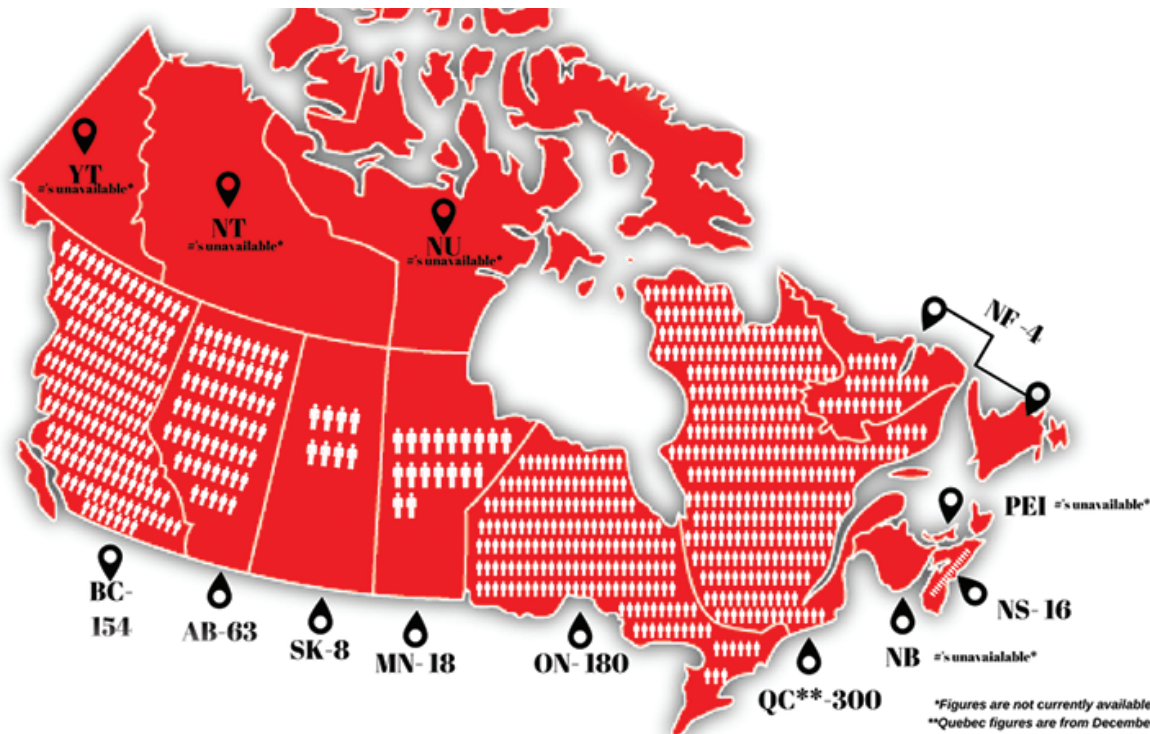 YT
#'s unavailable*
NT
#'s unavailable*
NU
#'s unavailable*
NF -4
PEI #'s unavailable*
BC-
154
AB-63
SK-8
MN- 18
ON -180
QC**-300
NB #'s unavaialable*
NS- 16
*Figures are not currently available
**Quebec figures are from Decembe